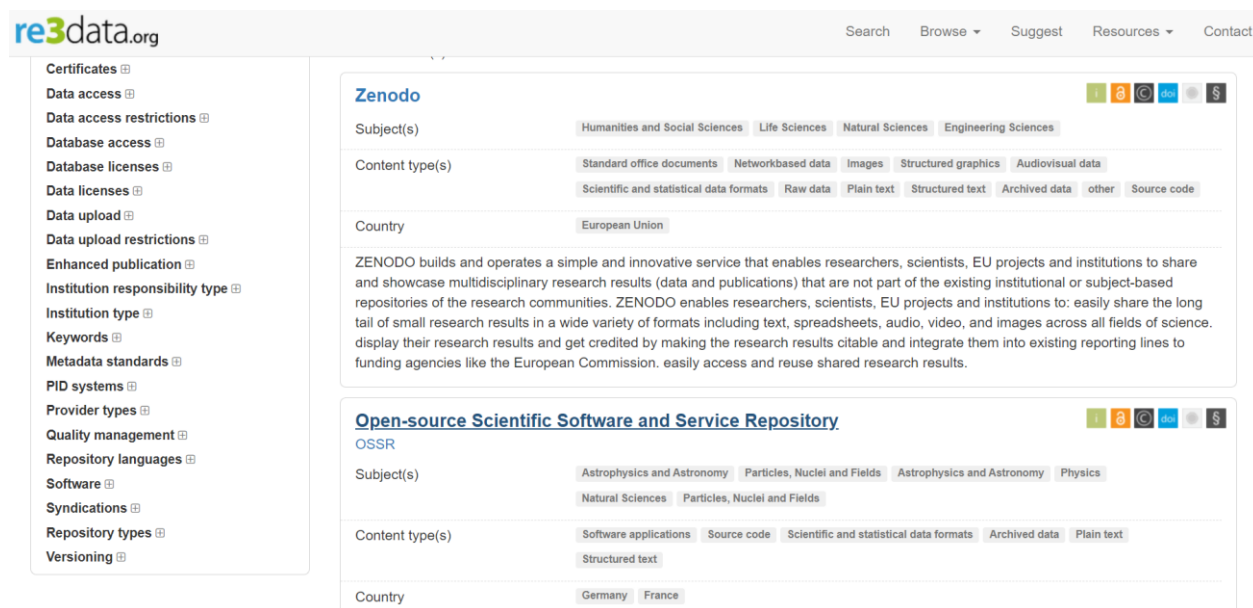 re3data.org
Search Browse Suggest Resources Contact
Certificates
Data access
Data access restrictions
Database access
Database licenses
Data licenses
Data upload
Data upload restrictions
Enhanced publication
Institution responsibility type
Institution type
Keywords
Metadata standards
PID systems
Provider types
Quality management
Repository languages
Software
Syndications
Repository types
Versioning
Zenodo
i © doi §
Subject(s) Humanities and Social Sciences Life Sciences Natural Sciences Engineering Sciences
Content type(s) Standard office documents Networkbased data Images Structured graphics Audiovisual data
Scientific and statistical data formats Raw data Plain text Structured text Archived data other Source code
Country European Union
ZENODO builds and operates a simple and innovative service that enables researchers, scientists, EU projects and institutions to share
and showcase multidisciplinary research results (data and publications) that are not part of the existing institutional or subject-based
repositories of the research communities. ZENODO enables researchers, scientists, EU projects and institutions to: easily share the long
tail of small research results in a wide variety of formats including text, spreadsheets, audio, video, and images across all fields of science.
display their research results and get credited by making the research results citable and integrate them into existing reporting lines to
funding agencies like the European Commission. easily access and reuse shared research results.
Open-source Scientific Software and Service Repository
i © doi §
OSSR
Subject(s) Astrophysics and Astronomy Particles, Nuclei and Fields Astrophysics and Astronomy Physics
Natural Sciences Particles, Nuclei and Fields
Content type(s) Software applications Source code Scientific and statistical data formats Archived data Plain text
Structured text
Country Germany France